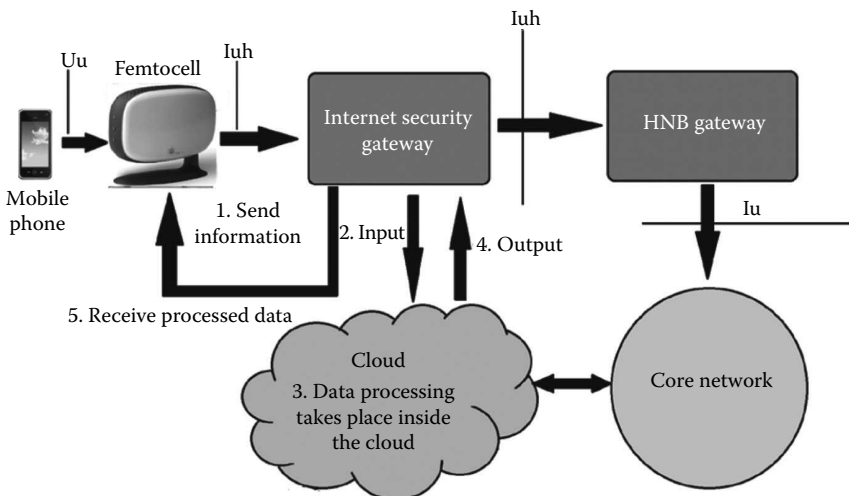 Iuh
Uu
Femtocell
Iuh
Internet security
gateway
HNB gateway
Mobile
phone
1. Send
information
2. Input
4. Output
Iu
5. Receive processed data
Cloud
3. Data processing
takes place inside
the cloud
Core network